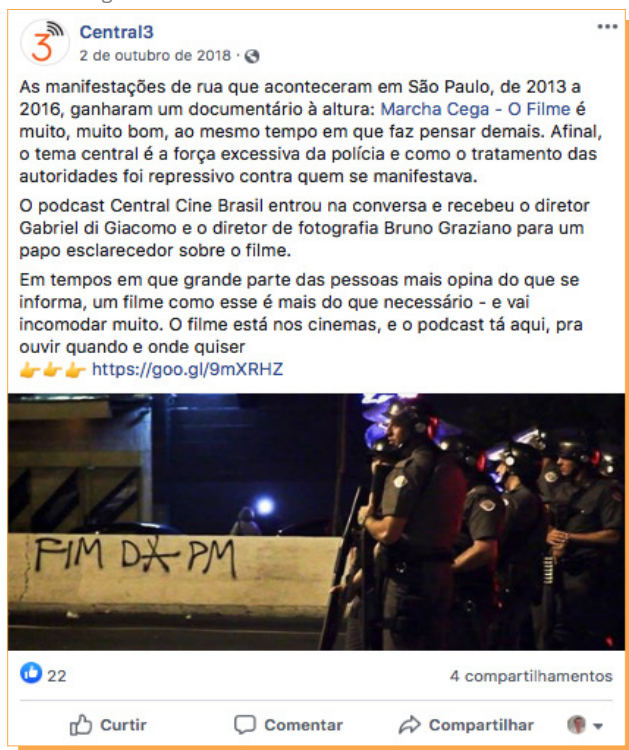 Central3
2 de outubro de 2018
As manifestações de rua que aconteceram em São Paulo, de 2013 a
2016, ganharam um documentário à altura: Marcha Cega - O Filme é
muito, muito bom, ao mesmo tempo em que faz pensar demais. Afinal,
o tema central é a força excessiva da polícia e como o tratamento das
autoridades foi repressivo contra quem se manifestava.
O podcast Central Cine Brasil entrou na conversa e recebeu o diretor
Gabriel di Giacomo e o diretor de fotografia Bruno Graziano para um
papo esclarecedor sobre o filme.
Em tempos em que grande parte das pessoas mais opina do que se
informa, um filme como esse é mais do que necessário - e vai
incomodar muito. O filme está nos cinemas, e o podcast tá aqui, pra
ouvir quando e onde quiser
👉👉👉 https://goo.gl/9mXRHZ
FIM DA PM
22
4 compartilhamentos
Curtir Comentar Compartilhar